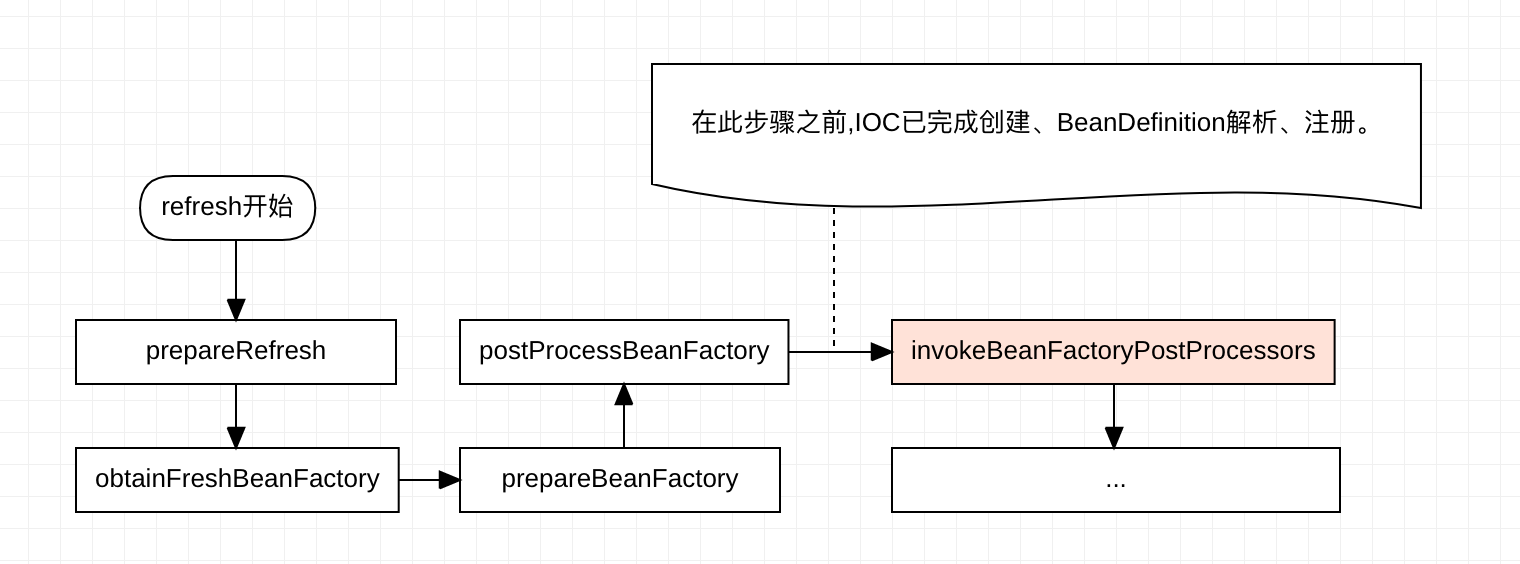 在此步骤之前,IOC已完成创建、BeanDefinition解析、注册。
refresh开始
prepareRefresh
obtainFreshBeanFactory
prepareBeanFactory
postProcessBeanFactory
invokeBeanFactoryPostProcessors
...